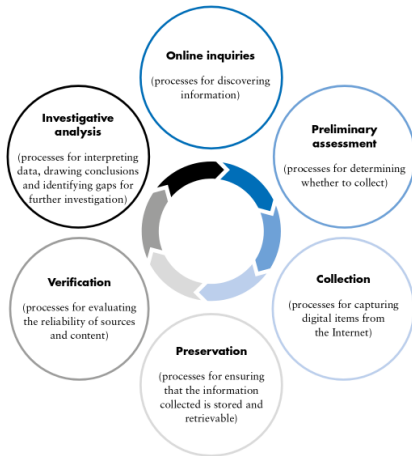 Online inquiries
(processes for discovering
information)
Preliminary
assessment
(processes for determining
whether to collect)
Collection
(processes for capturing
digital items from
the Internet)
Preservation
(processes for ensuring
that the information
collected is stored and
retrievable)
Verification
(processes for evaluating
the reliability of sources
and content)
Investigative
analysis
(processes for interpreting
data, drawing conclusions
and identifying gaps for
further investigation)